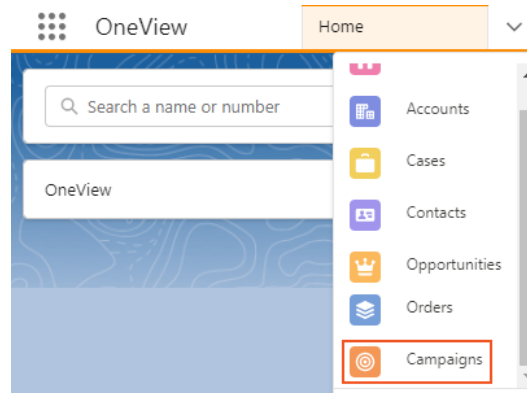 OneView
Home
Search a name or number
OneView
Accounts
Cases
Contacts
Opportunities
Orders
Campaigns